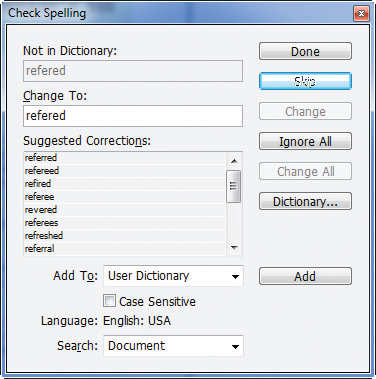 Check Spelling
Not in Dictionary:
refered
Change To:
refered
Suggested Corrections:
referred
refereed
refired
referee
revered
referees
refreshed
referral
Add To: User Dictionary
Case Sensitive
Language: English: USA
Search: Document
Done
Skip
Change
Ignore All
Change All
Dictionary...
Add